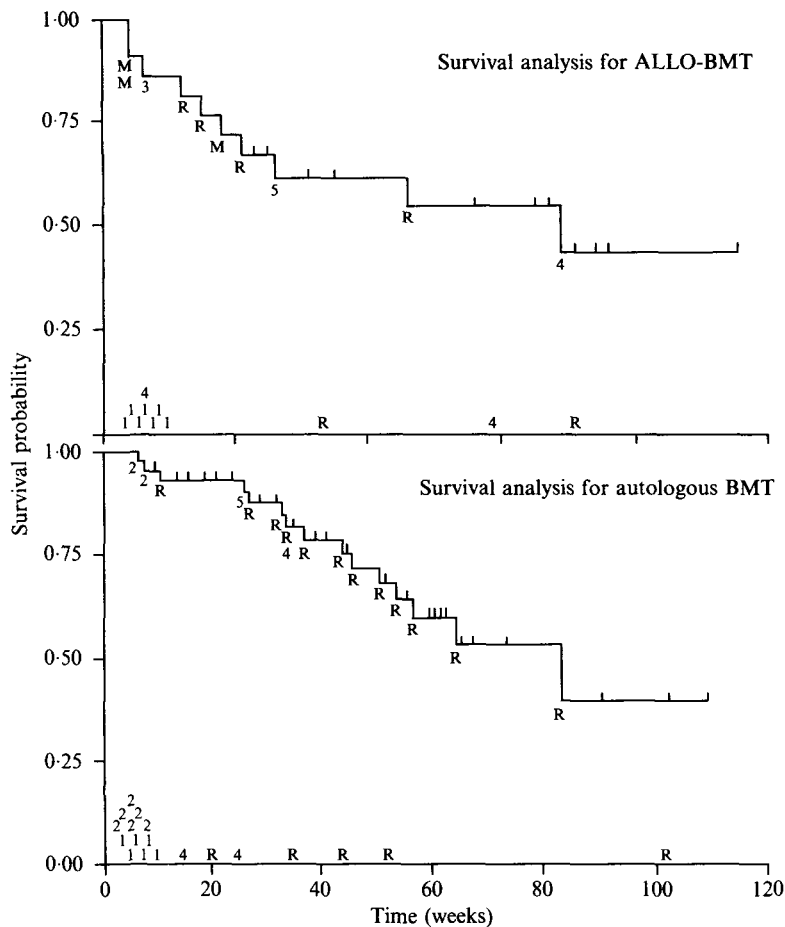 1·00
Survival analysis for ALLO-BMT
M
M
3
R
0·75
R
M
R
5
R
0·50
4
0·25
4
1 1 1
1 1 1 1
R
4
R
Survival probability
1·00
Survival analysis for autologous BMT
2
2
R
5
R
R
R
4
R
0·75
R
R
R
R
R
R
0·50
R
0·25
2
2 2
2 2 2
1 1 1
1 1 1
4
R
4
R
R
R
R
0·00
0
20
40
60
80
100
120
Time (weeks)